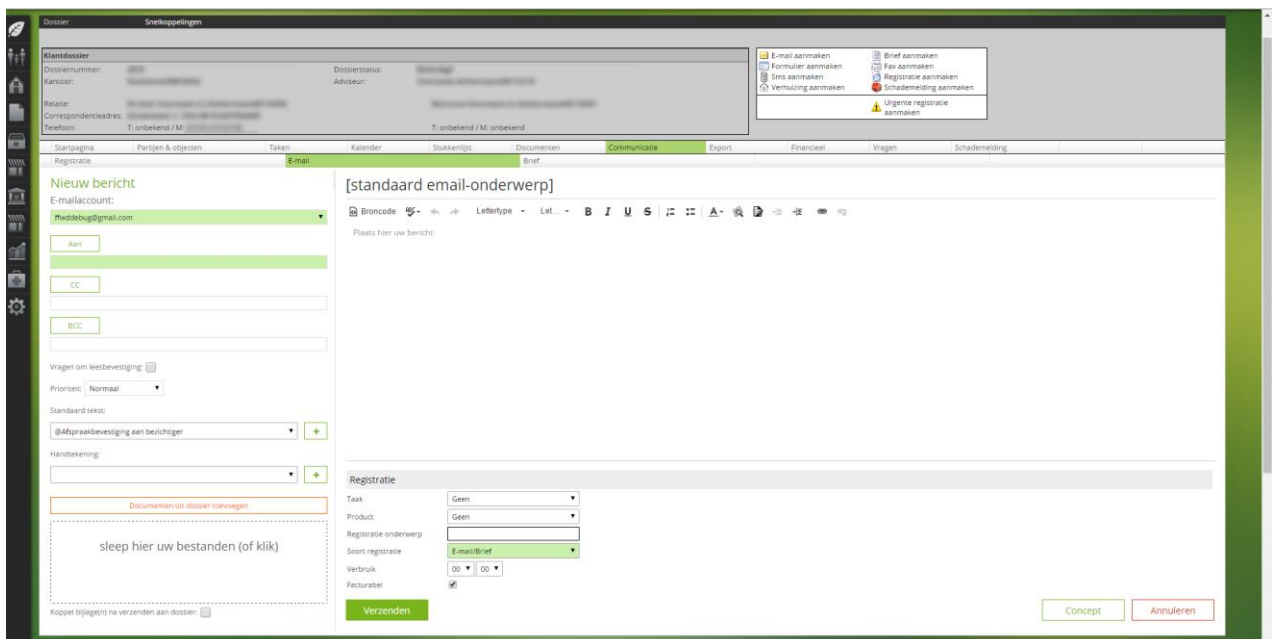 Dossier Snelkoppelingen
Klantdossier
Dossiernummer: Dossierstatus:
Kantoor: Adviseur:
Relatie:
Correspondentieadres:
Telefoon: T: onbekend / M: T: onbekend / M: onbekend
E-mail aanmaken Brief aanmaken
Formulier aanmaken Fax aanmaken
Sms aanmaken Registratie aanmaken
Verhuizing aanmaken Schademelding aanmaken
Urgente registratie
aanmaken
Startpagina Partijen & objecten Taken Kalender Stukkenlijst Documenten Communicatie Export Financieel Vragen Schademelding
Registratie E-mail Brief
Nieuw bericht
E-mailaccount:
ffwddebug@gmail.com
Aan
CC
BCC
Vragen om leesbevestiging:
Prioriteit: Normaal
Standaard tekst:
@Afspraakbevestiging aan bezichtiger +
Handtekening:
+
Documenten uit dossier toevoegen
sleep hier uw bestanden (of klik)
Koppel bijlage(n) na verzenden aan dossier:
[standaard email-onderwerp]
Broncode Lettertype Let... B I U S A
Plaats hier uw bericht
Registratie
Taak Geen
Product Geen
Registratie onderwerp
Soort registratie E-mail/Brief
Verbruik 00 00
Facturabel
Verzenden Concept Annuleren